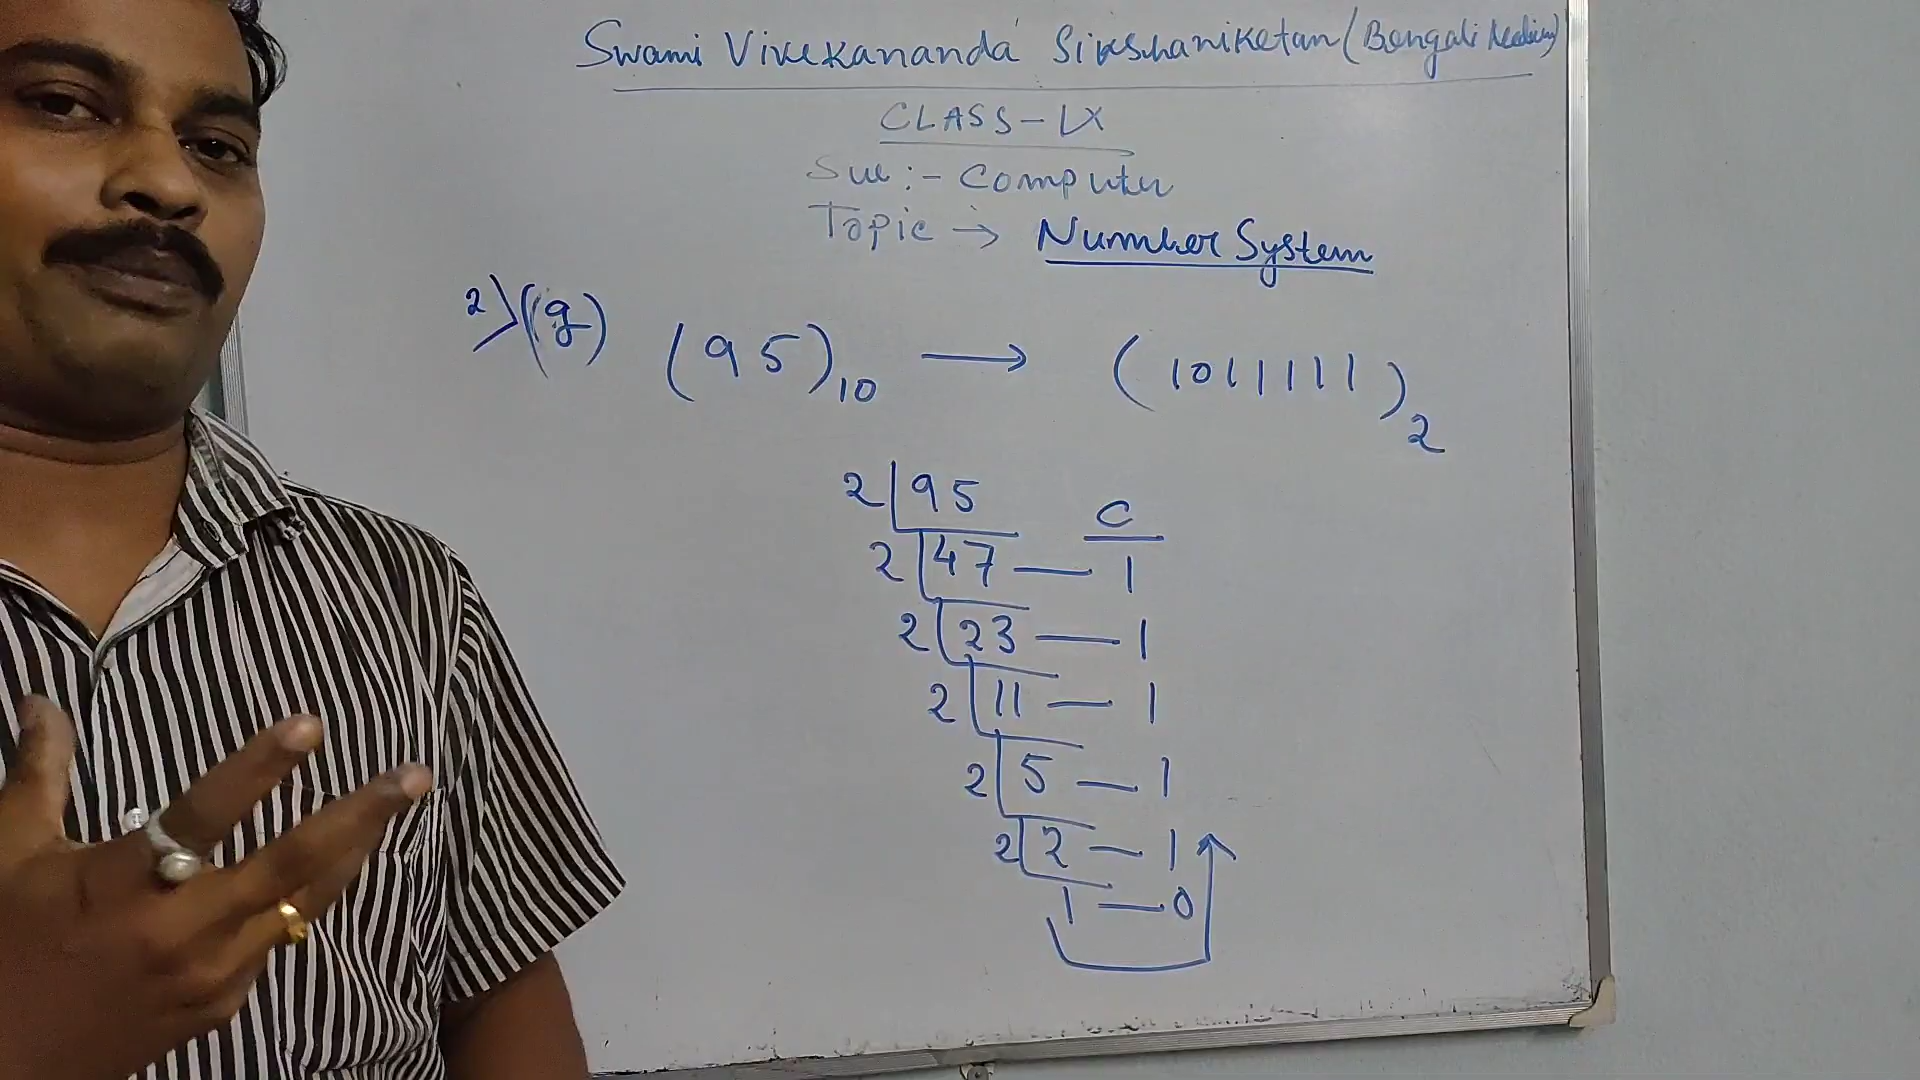 Swami Vivekananda Sikshaniketan (Bengali Medium)
CLASS - IX
Sub :- Computer
Topic → Number System
2) (g) (95)10 → (1011111)2
2 | 95 C
2 | 47 — 1
2 | 23 — 1
2 | 11 — 1
2 | 5 — 1
2 | 2 — 1
1 — 0